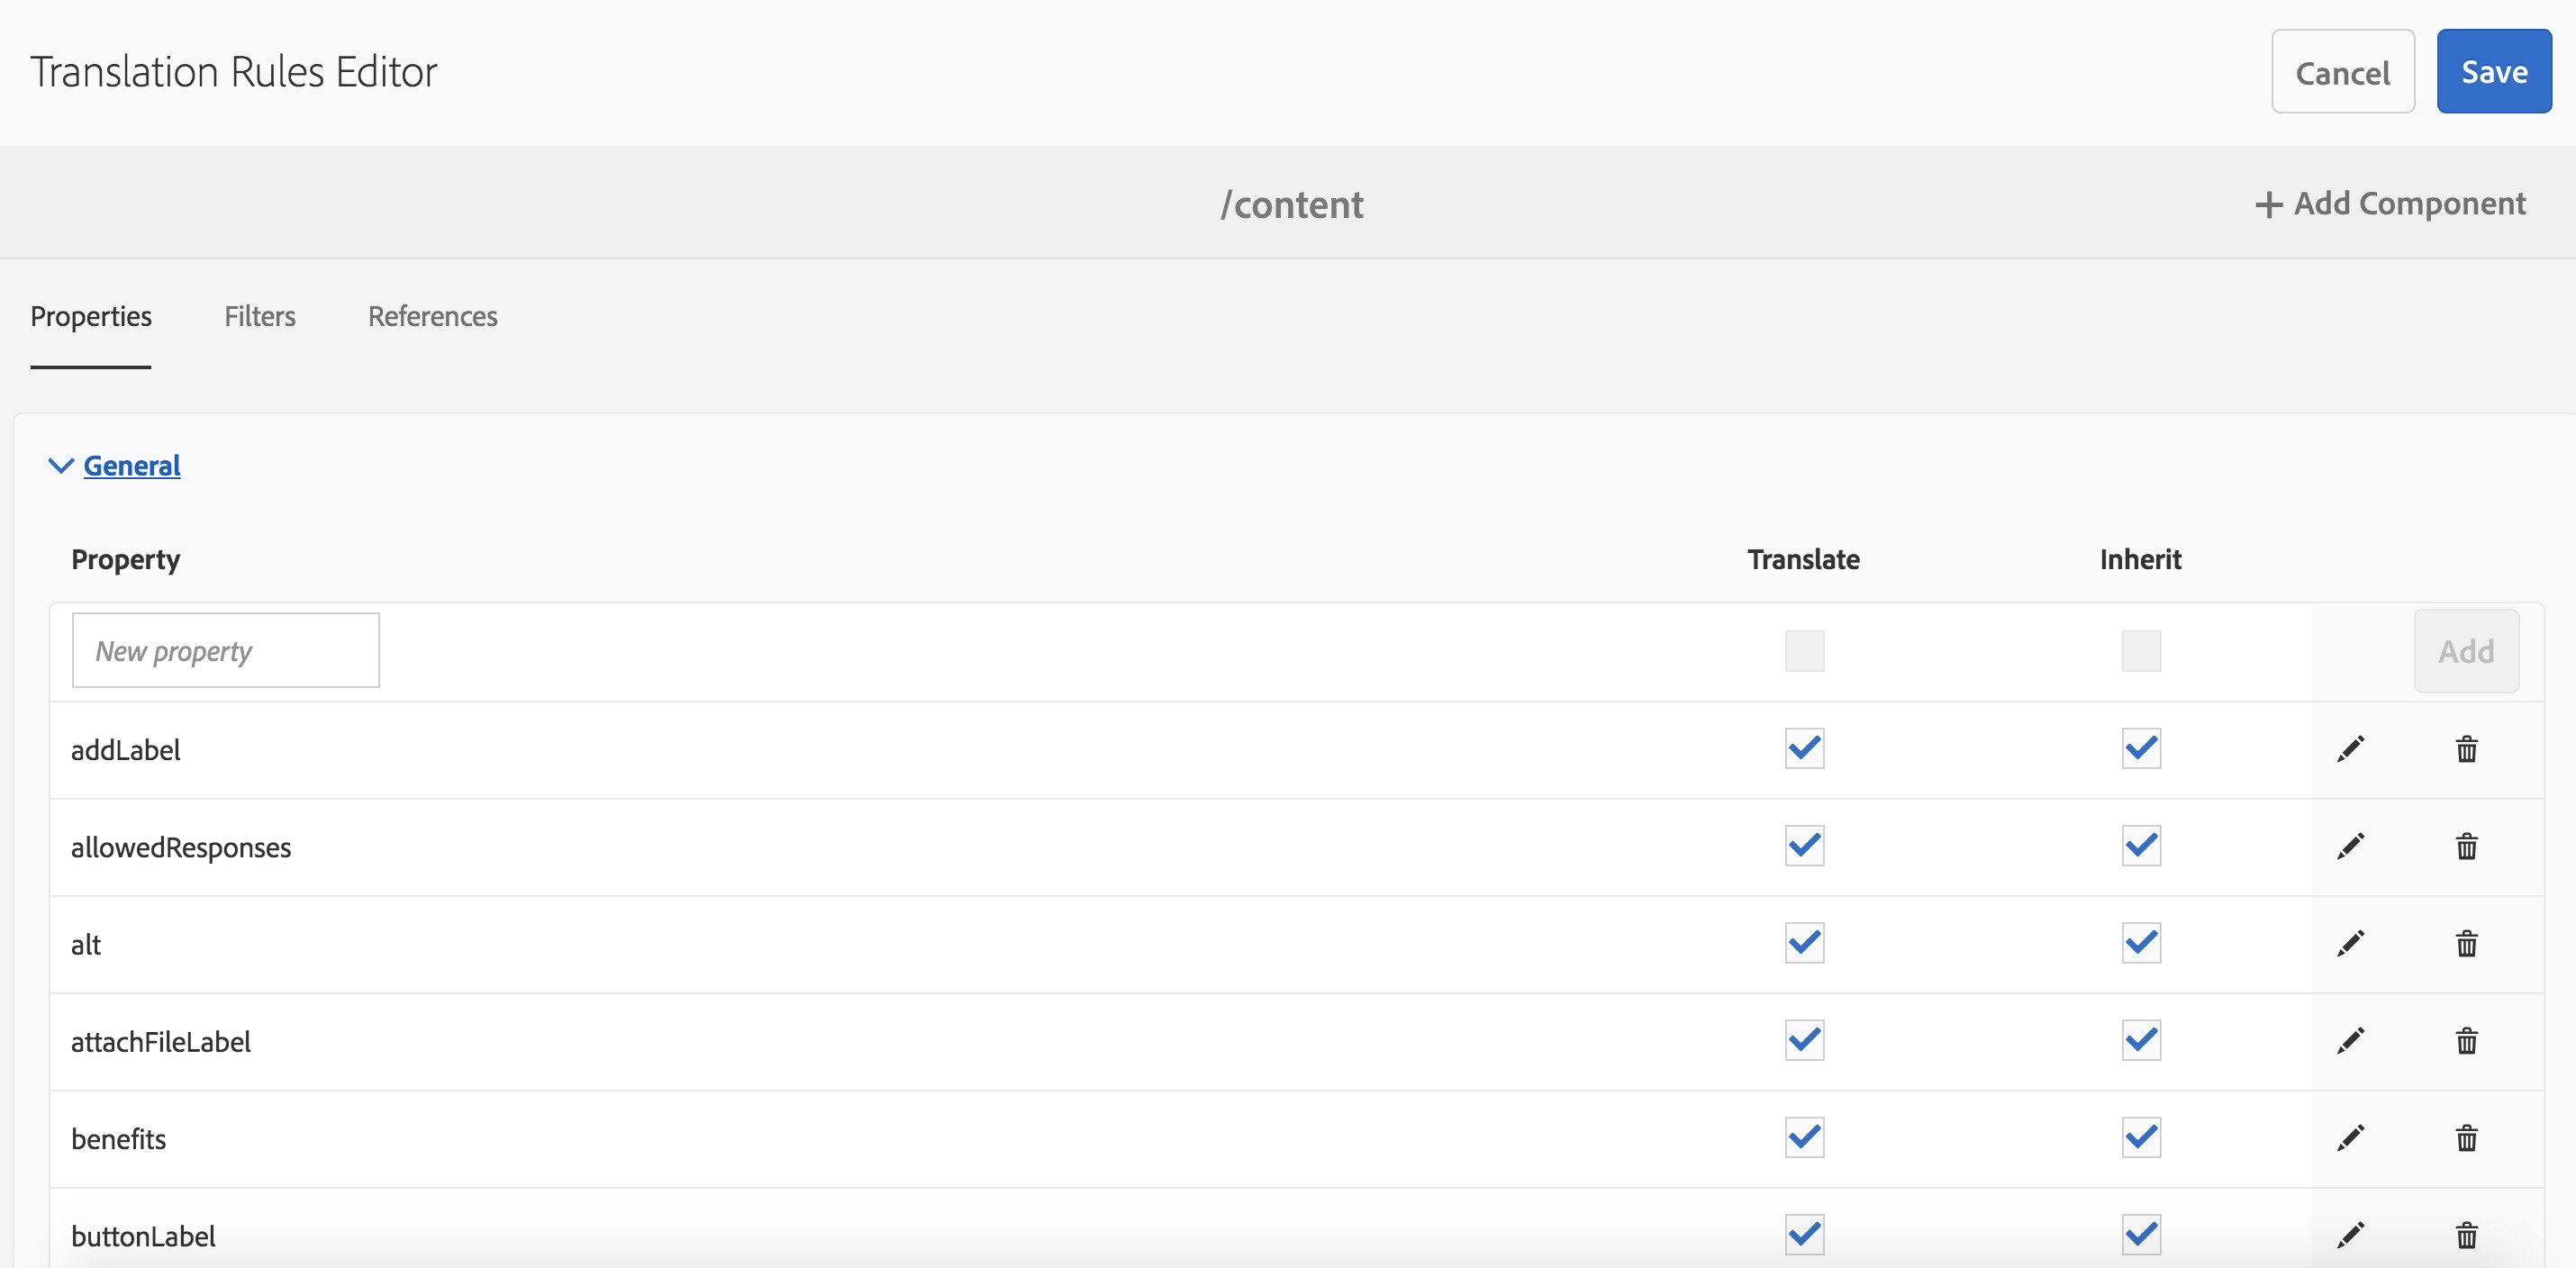 Translation Rules Editor
Cancel
Save
/content
Add Component
Properties
Filters
References
General
Property
Translate
Inherit
New property
Add
addLabel
allowedResponses
alt
attachFileLabel
benefits
buttonLabel